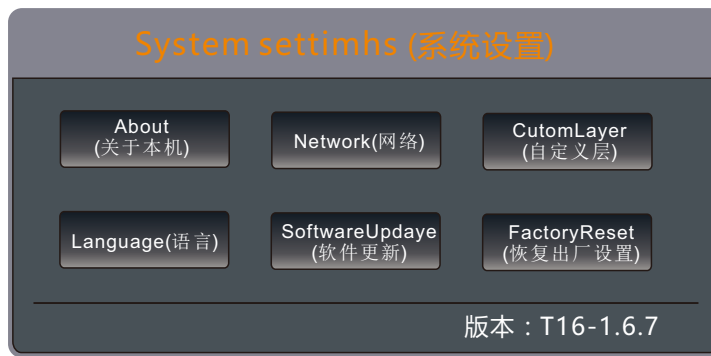 System settimhs (系统设置)
About
(关于本机)
Network(网络)
CutomLayer
(自定义层)
Language(语言)
SoftwareUpdaye
(软件更新)
FactoryReset
(恢复出厂设置)
版本：T16-1.6.7